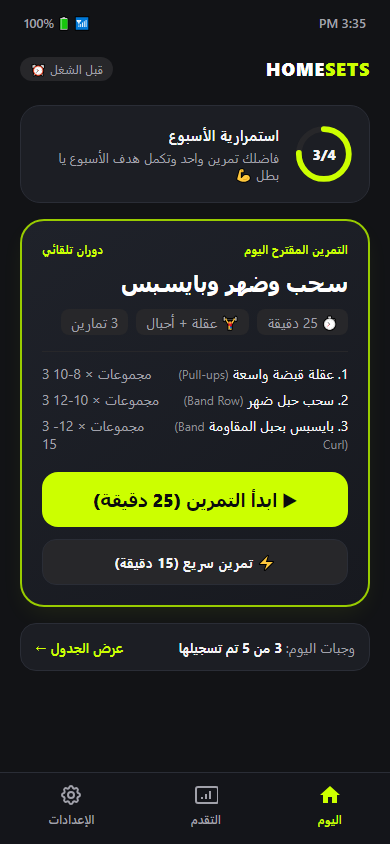 100% 🔋 📶
PM 3:35
HOMESETS
قبل الشغل ⏰
استمرارية الأسبوع
3/4
فاضلك تمرين واحد وتكمل هدف الأسبوع يا
بطل 💪
التمرين المقترح اليوم
دوران تلقائي
سحب وضهر وبايسبس
⏱️ 25 دقيقة
🏋️ عقلة + أحبال
3 تمارين
1. عقلة قبضة واسعة (Pull-ups)
3 مجموعات × 8-10
2. سحب حبل ضهر (Band Row)
3 مجموعات × 10-12
3. بايسبس بحبل المقاومة (Band
Curl)
3 مجموعات × 12-
15
▶ ابدأ التمرين (25 دقيقة)
⚡ تمرين سريع (15 دقيقة)
وجبات اليوم: 3 من 5 تم تسجيلها
عرض الجدول ←
اليوم
التقدم
الإعدادات